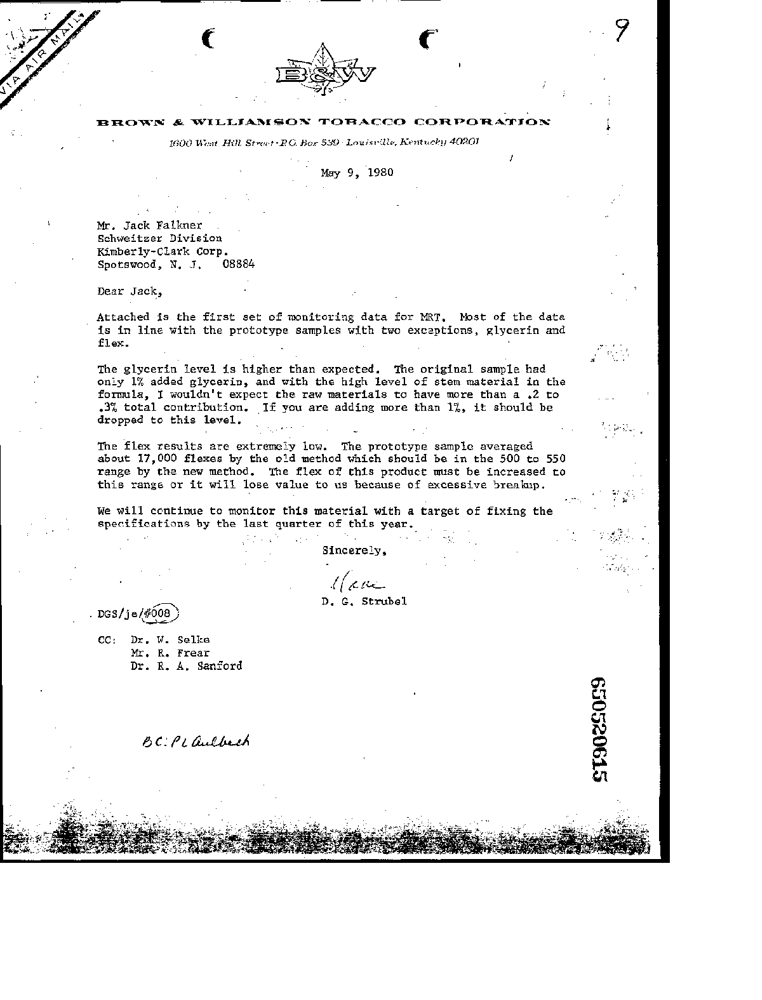 VIA AIR MAIL
9
B&W
BROWN & WILLIAMSON TOBACCO CORPORATION
1600 West Hill Street · P.O. Box 539 · Louisville, Kentucky 40201
May 9, 1980
Mr. Jack Falkner
Schweitzer Division
Kimberly-Clark Corp.
Spotswood, N. J. 08884
Dear Jack,
Attached is the first set of monitoring data for MRT. Most of the data
is in line with the prototype samples with two exceptions, glycerin and
flex.
The glycerin level is higher than expected. The original sample had
only 1% added glycerin, and with the high level of stem material in the
formula, I wouldn't expect the raw materials to have more than a .2 to
.3% total contribution. If you are adding more than 1%, it should be
dropped to this level.
The flex results are extremely low. The prototype sample averaged
about 17,000 flexes by the old method which should be in the 500 to 550
range by the new method. The flex of this product must be increased to
this range or it will lose value to us because of excessive breakup.
We will continue to monitor this material with a target of fixing the
specifications by the last quarter of this year.
Sincerely,
D. G. Strubel
DGS/je/#008
CC: Dr. W. Selke
Mr. R. Frear
Dr. R. A. Sanford
BC: P L Aulbach
650520615